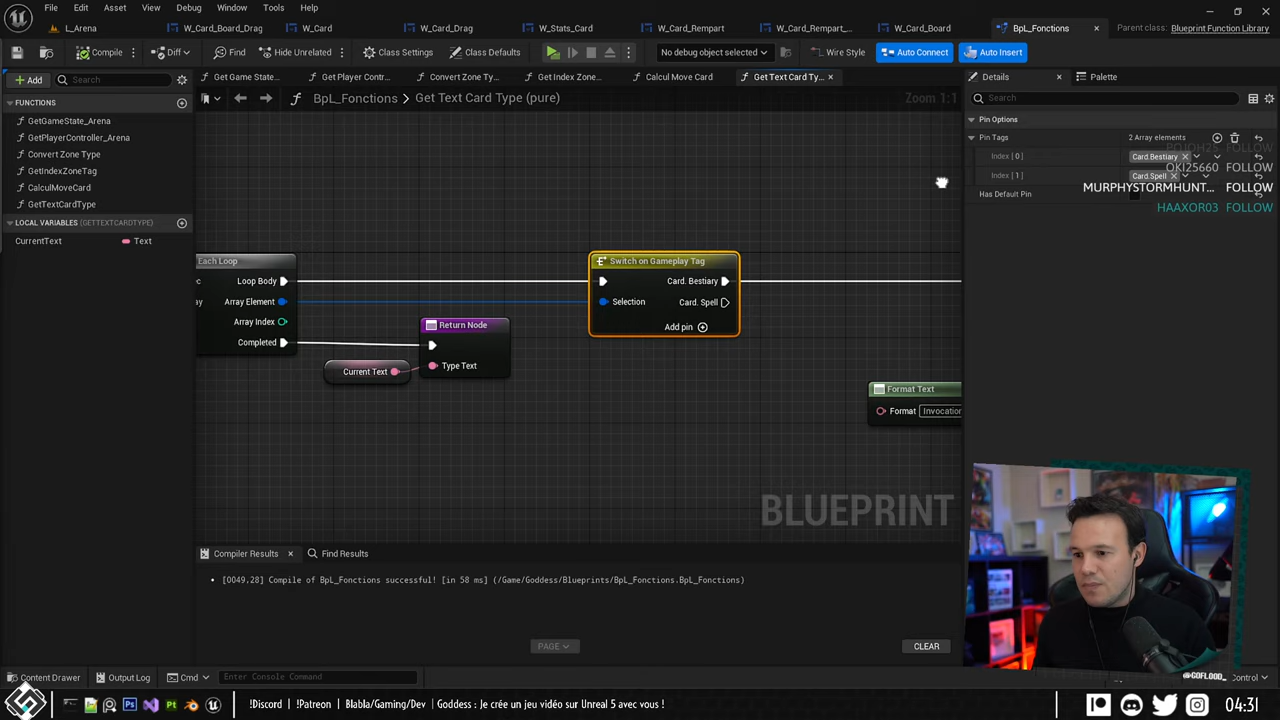 File Edit Asset View Debug Window Tools Help
L_Arena W_Card_Board_Drag W_Card W_Card_Drag W_Stats_Card W_Card_Rempart W_Card_Rempart_... W_Card_Board BpL_Fonctions Parent class: Blueprint Function Library
Compile Diff Find Hide Unrelated Class Settings Class Defaults No debug object selected Wire Style Auto Connect Auto Insert
Add Search Get Game State... Get Player Contr... Convert Zone Ty... Get Index Zone... Calcul Move Card Get Text Card Ty... Details Palette
BpL_Fonctions Get Text Card Type (pure) Zoom 1:1 Search
FUNCTIONS
GetGameState_Arena
GetPlayerController_Arena
Convert Zone Type
GetIndexZoneTag
CalculMoveCard
GetTextCardType
LOCAL VARIABLES (GETTEXTCARDTYPE)
CurrentText Text
Pin Options
Pin Tags 2 Array elements
Index [ 0 ] Card.Bestiary
Index [ 1 ] Card.Spell
Has Default Pin
OKIZ5660 FOLLOW
MURPHYSTORMHUNT... FOLLOW
HAAXOR03 FOLLOW
Each Loop
Loop Body
Array Element
Array Index
Completed
Return Node
Current Text
Type Text
Switch on Gameplay Tag
Card. Bestiary
Selection Card. Spell
Add pin
Format Text
Format Invocation
BLUEPRINT
Compiler Results Find Results
[0049,28] Compile of BpL_Fonctions successful! [in 58 ms] (/Game/Goddess/Blueprints/BpL_Fonctions.BpL_Fonctions)
PAGE CLEAR
Content Drawer Output Log Cmd Enter Console Command Control
@GOFLOOD_
!Discord !Patreon Blabla/Gaming/Dev Goddess : Je crée un jeu vidéo sur Unreal 5 avec vous ! 04:31